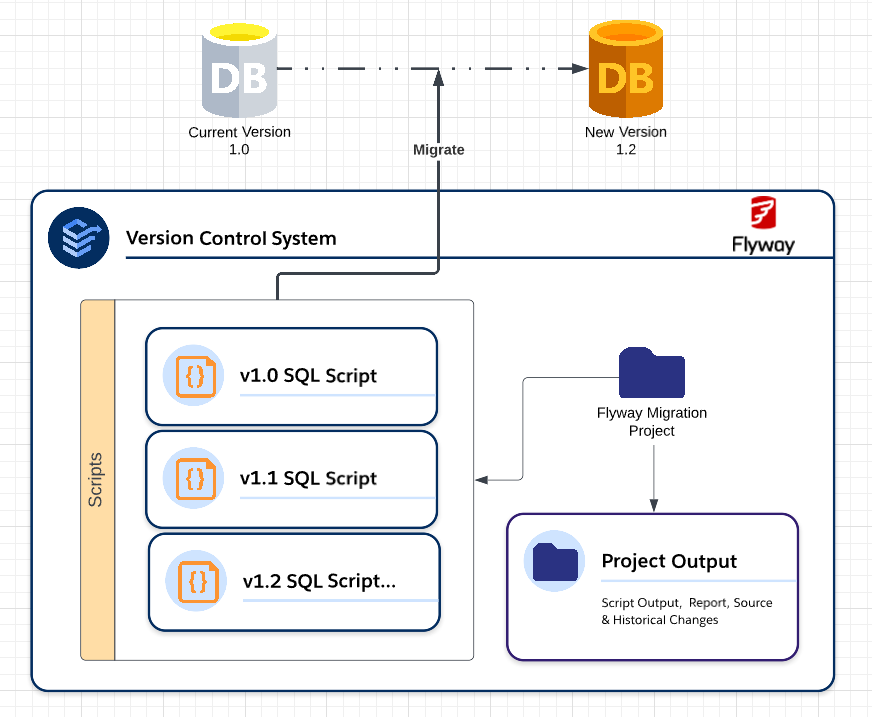 DB
DB
Current Version
1.0
New Version
1.2
Migrate
Version Control System
Flyway
Scripts
{}
v1.0 SQL Script
{}
v1.1 SQL Script
{}
v1.2 SQL Script...
Flyway Migration
Project
Project Output
Script Output, Report, Source
& Historical Changes